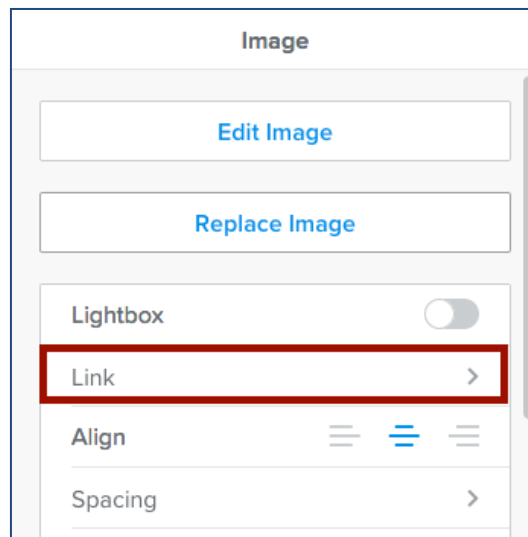 Image
Edit Image
Replace Image
Lightbox
Link
Align
Spacing